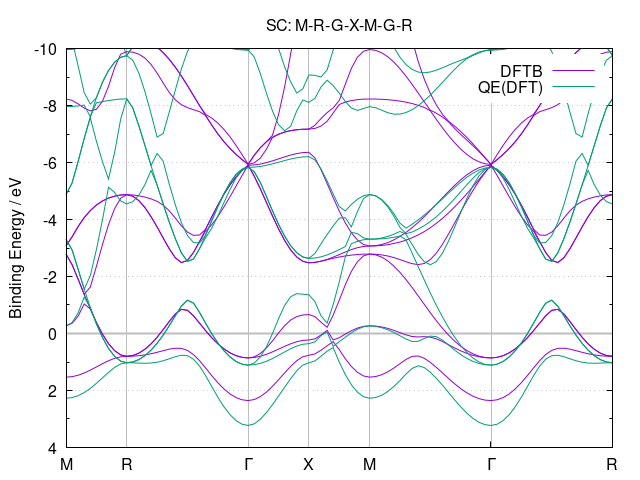 SC: M-R-G-X-M-G-R
DFTB
QE(DFT)
Binding Energy / eV
-10
-8
-6
-4
-2
0
2
4
M R Γ X M Γ R